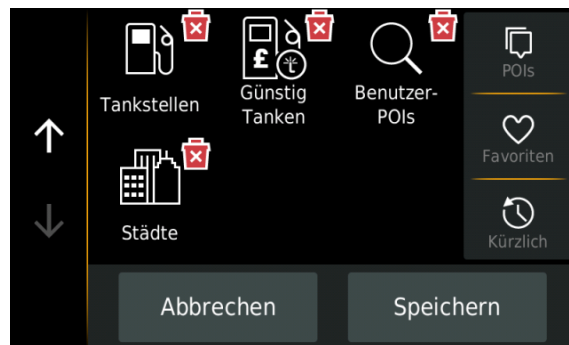 Tankstellen
Günstig
Tanken
Benutzer-
POIs
£
Städte
POIs
Favoriten
Kürzlich
Abbrechen
Speichern